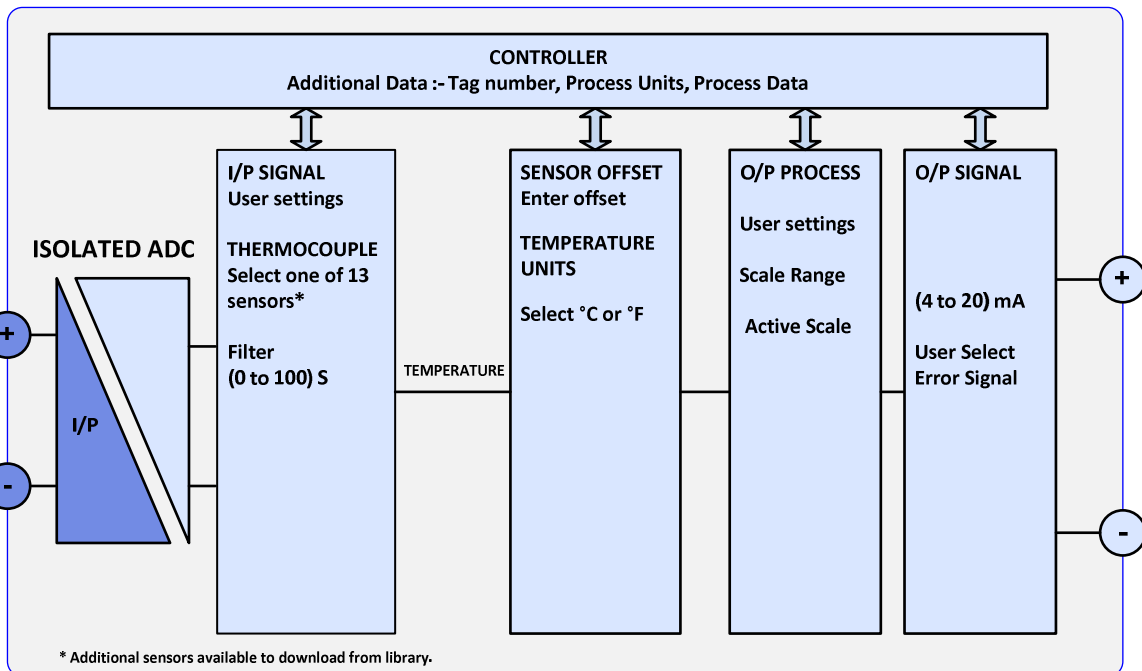 CONTROLLER
Additional Data :- Tag number, Process Units, Process Data
ISOLATED ADC
+
I/P
-
I/P SIGNAL
User settings
THERMOCOUPLE
Select one of 13
sensors*
Filter
(0 to 100) S
TEMPERATURE
SENSOR OFFSET
Enter offset
TEMPERATURE
UNITS
Select °C or °F
O/P PROCESS
User settings
Scale Range
Active Scale
O/P SIGNAL
(4 to 20) mA
User Select
Error Signal
+
-
* Additional sensors available to download from library.